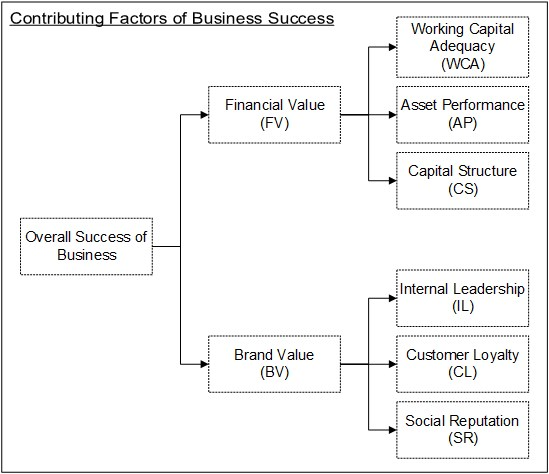 Contributing Factors of Business Success
Working Capital
Adequacy
(WCA)
Financial Value
(FV)
Asset Performance
(AP)
Capital Structure
(CS)
Overall Success of
Business
Internal Leadership
(IL)
Brand Value
(BV)
Customer Loyalty
(CL)
Social Reputation
(SR)